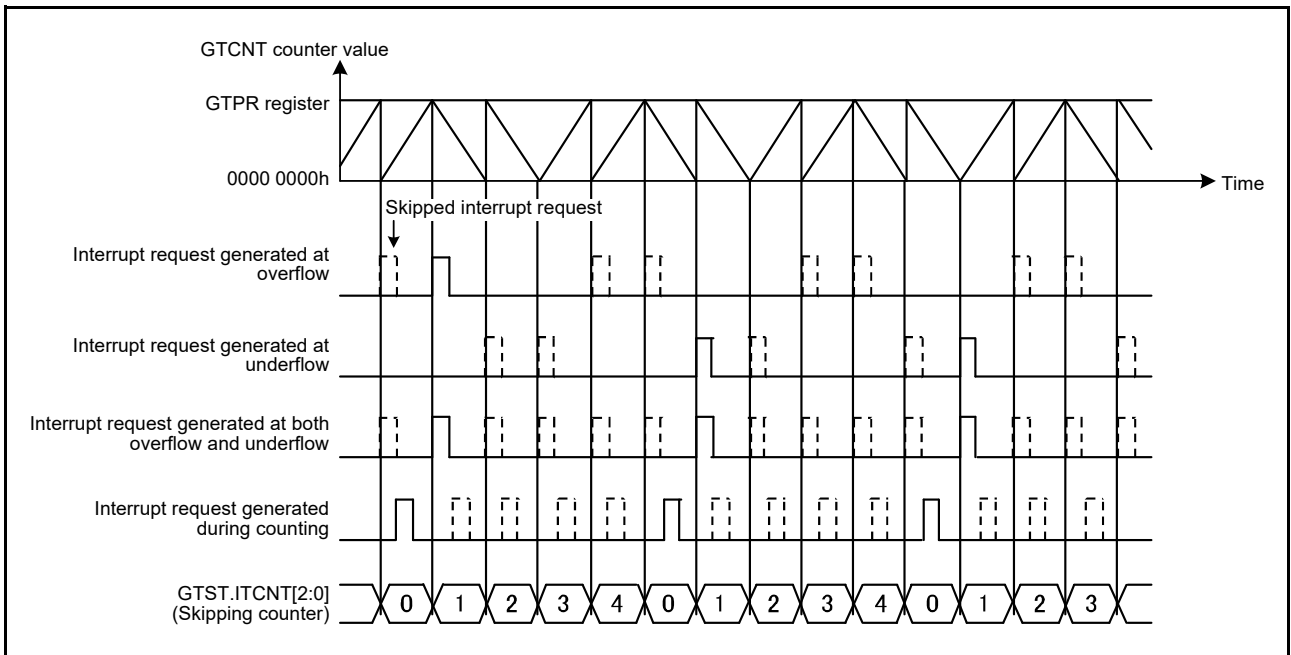 GTCNT counter value
GTPR register
0000 0000h
Time
Skipped interrupt request
Interrupt request generated at
overflow
Interrupt request generated at
underflow
Interrupt request generated at both
overflow and underflow
Interrupt request generated
during counting
GTST.ITCNT[2:0]
(Skipping counter)
0 1 2 3 4 0 1 2 3 4 0 1 2 3